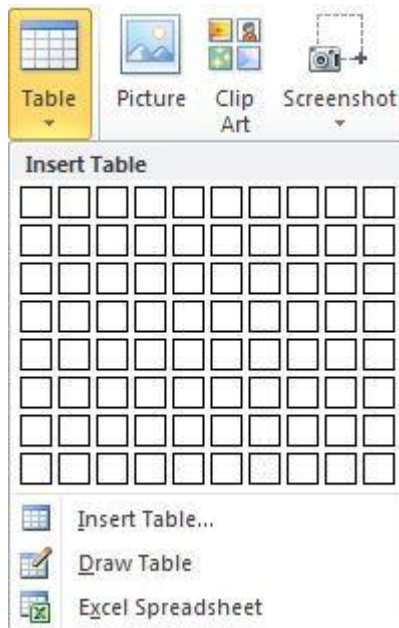 Table
Picture
Clip
Art
Screenshot
Insert Table
Insert Table...
Draw Table
Excel Spreadsheet